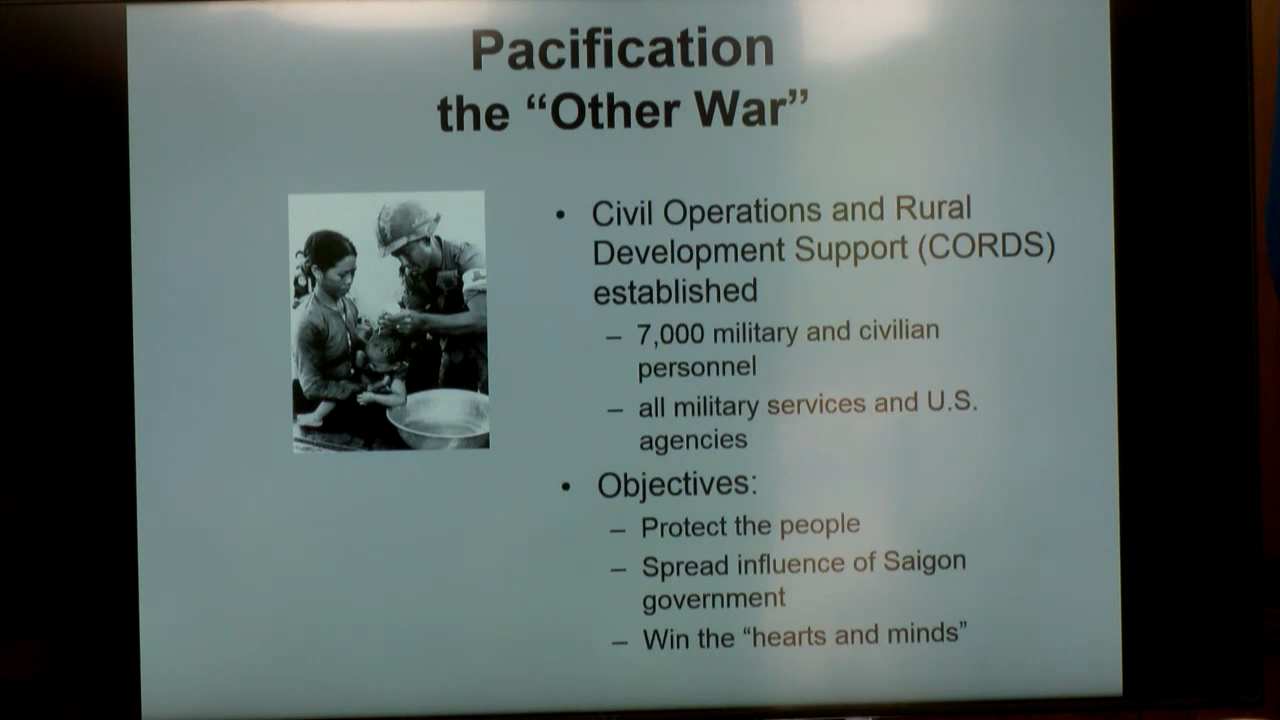 Pacification
the “Other War”
• Civil Operations and Rural
Development Support (CORDS)
established
– 7,000 military and civilian
personnel
– all military services and U.S.
agencies
• Objectives:
– Protect the people
– Spread influence of Saigon
government
– Win the “hearts and minds”